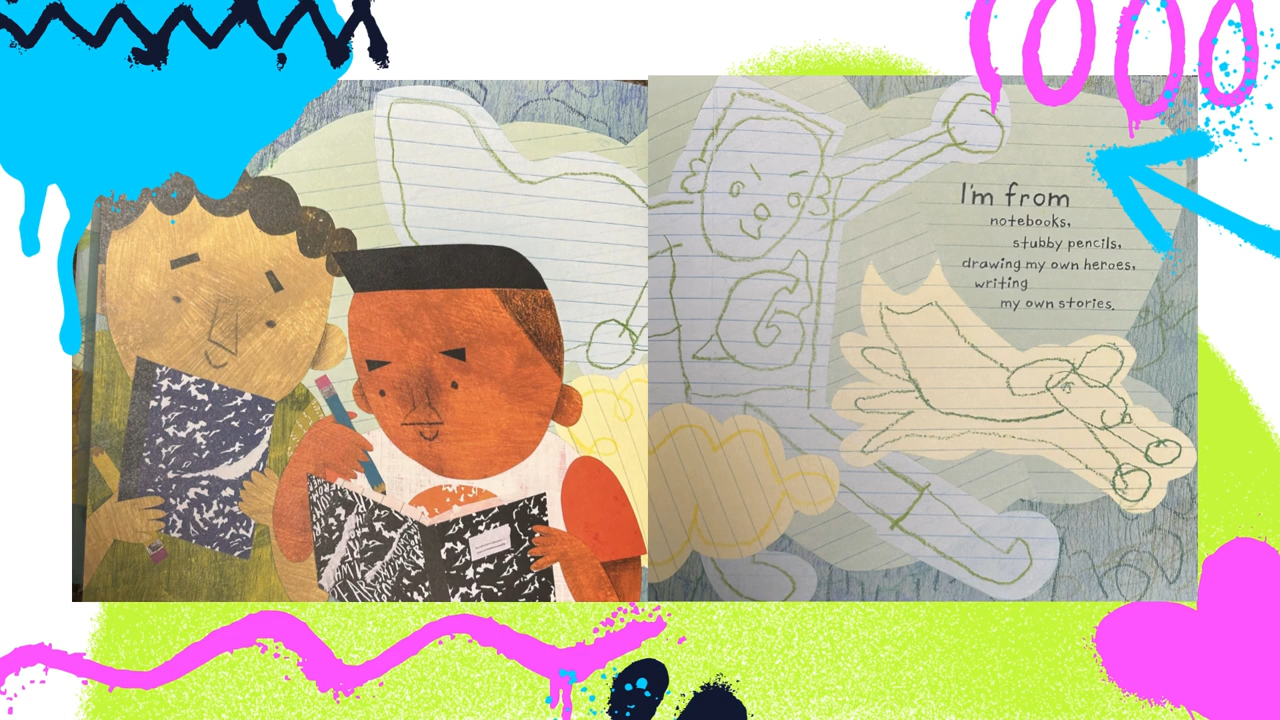 I'm from
notebooks,
stubby pencils,
drawing my own heroes,
writing
my own stories.
G